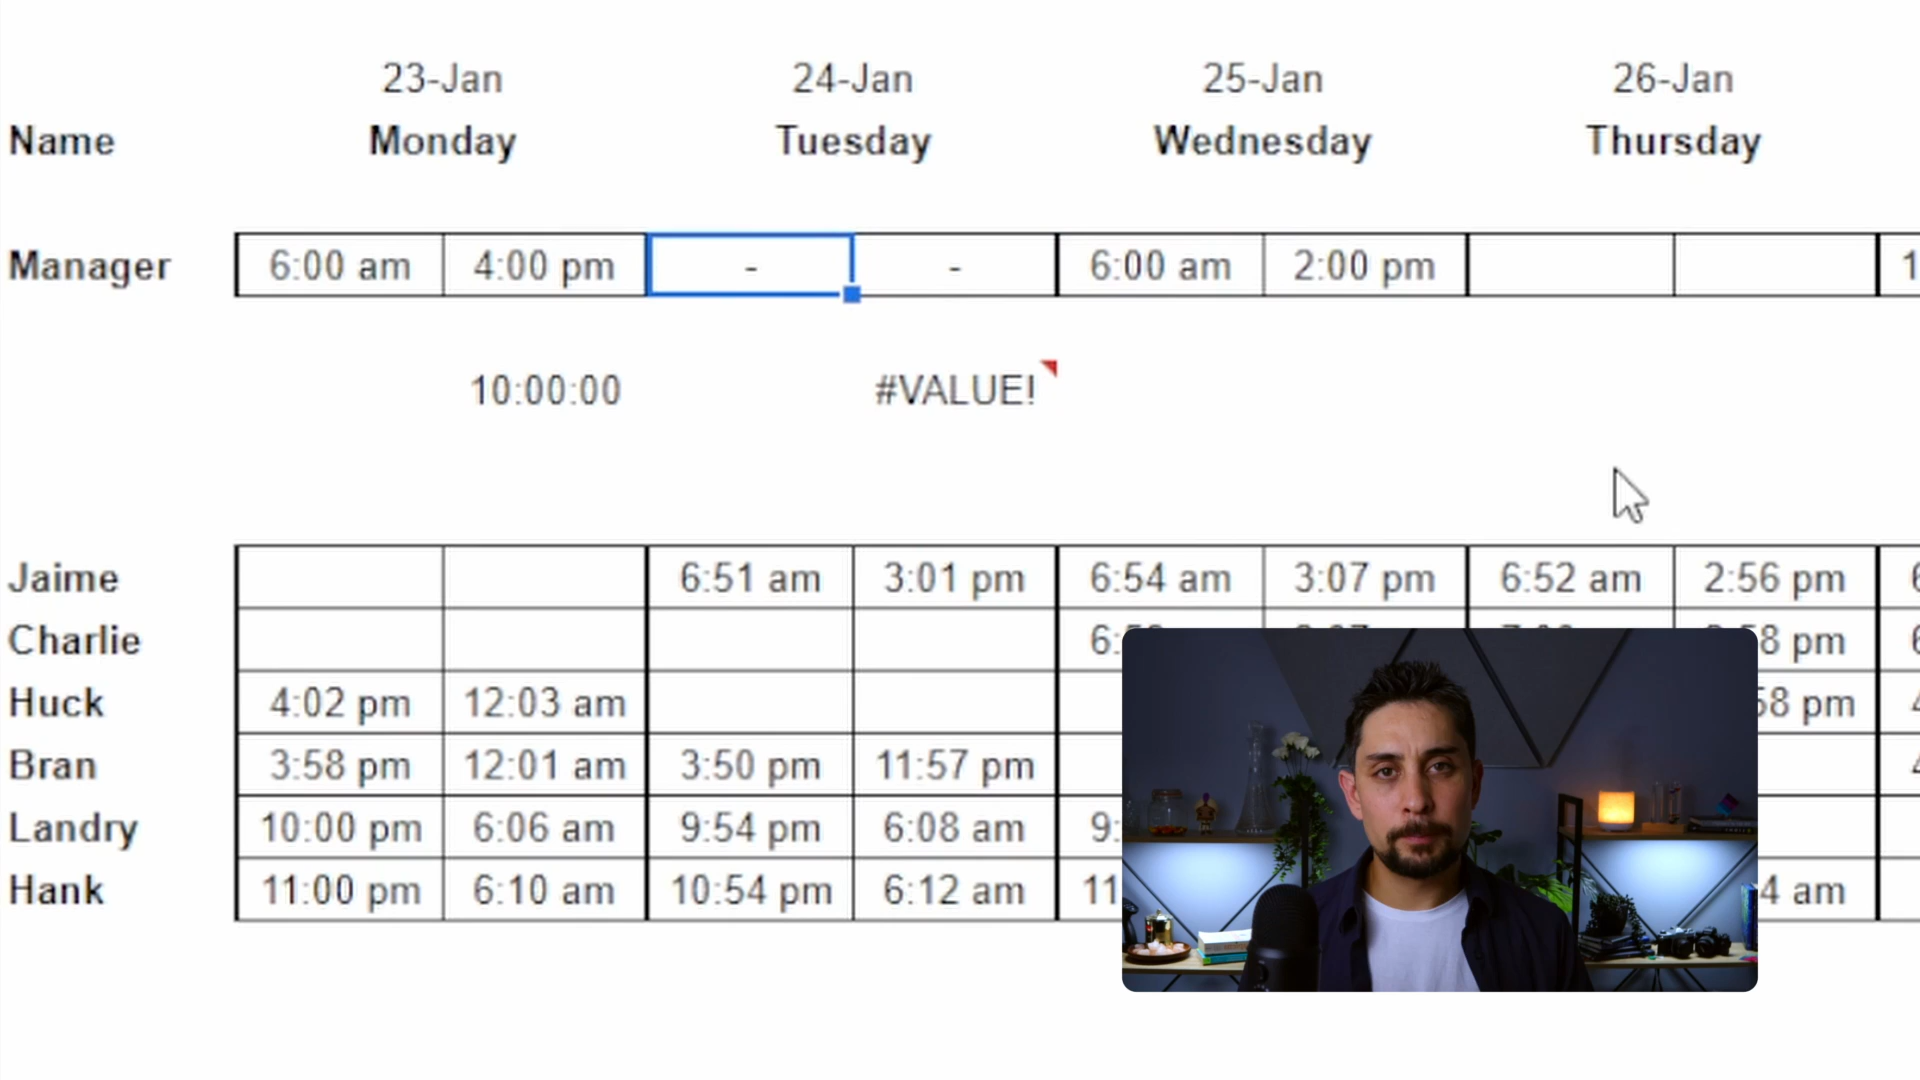 23-Jan 24-Jan 25-Jan 26-Jan
Name Monday Tuesday Wednesday Thursday
Manager 6:00 am 4:00 pm - - 6:00 am 2:00 pm
10:00:00 #VALUE!
Jaime 6:51 am 3:01 pm 6:54 am 3:07 pm 6:52 am 2:56 pm
Charlie
Huck 4:02 pm 12:03 am
Bran 3:58 pm 12:01 am 3:50 pm 11:57 pm
Landry 10:00 pm 6:06 am 9:54 pm 6:08 am
Hank 11:00 pm 6:10 am 10:54 pm 6:12 am